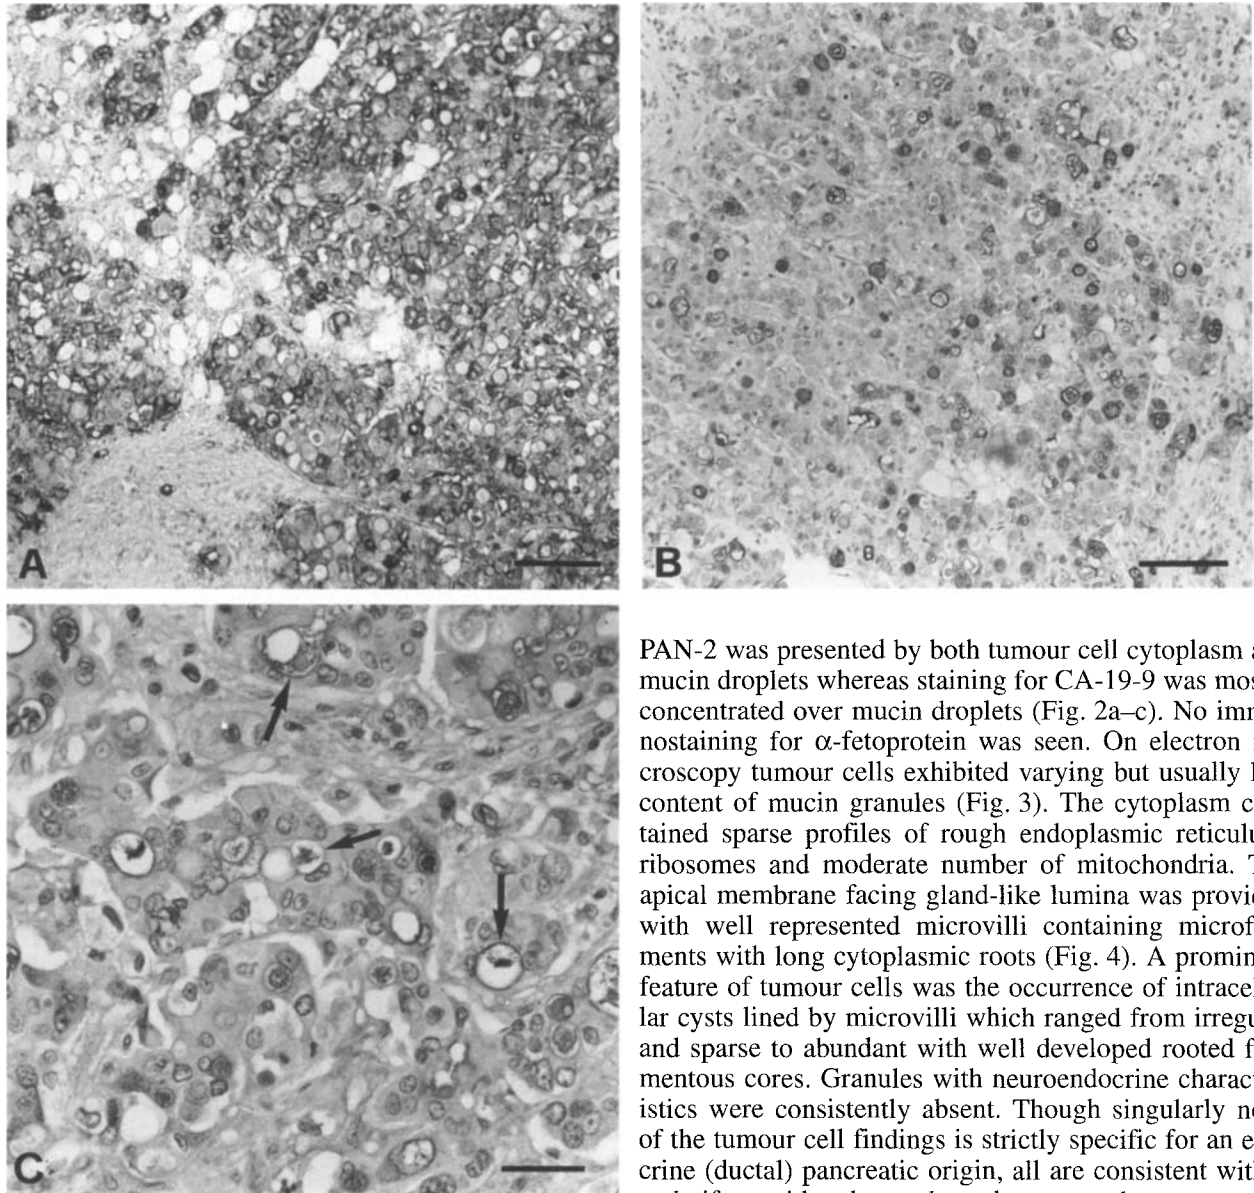 A
B
C
PAN-2 was presented by both tumour cell cytoplasm a
mucin droplets whereas staining for CA-19-9 was mos
concentrated over mucin droplets (Fig. 2a–c). No imm
nostaining for α-fetoprotein was seen. On electron
croscopy tumour cells exhibited varying but usually l
content of mucin granules (Fig. 3). The cytoplasm c
tained sparse profiles of rough endoplasmic reticulu
ribosomes and moderate number of mitochondria. T
apical membrane facing gland-like lumina was provid
with well represented microvilli containing microf
ments with long cytoplasmic roots (Fig. 4). A promin
feature of tumour cells was the occurrence of intrace
lar cysts lined by microvilli which ranged from irregu
and sparse to abundant with well developed rooted f
mentous cores. Granules with neuroendocrine charac
istics were consistently absent. Though singularly n
of the tumour cell findings is strictly specific for an e
crine (ductal) pancreatic origin, all are consistent with